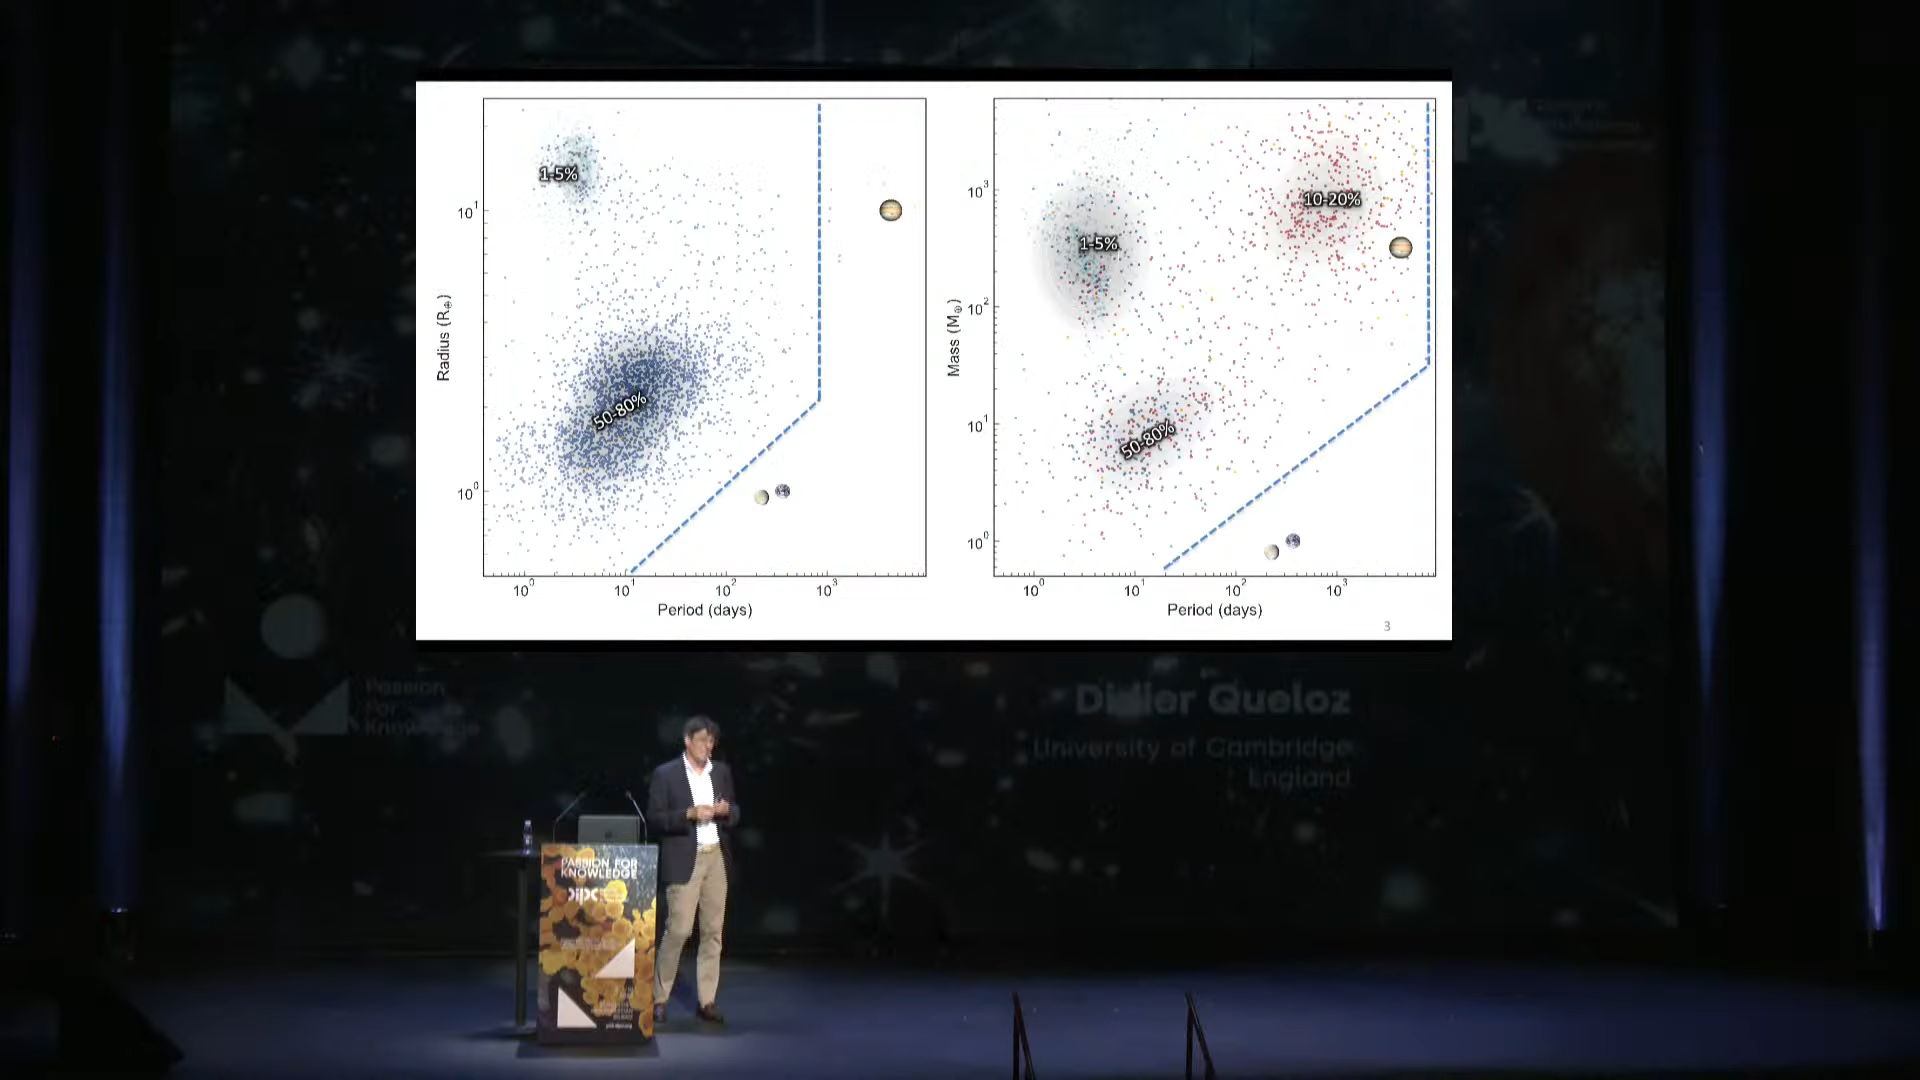 1-5%
10¹
Radius (R⊕)
50-80%
10⁰
10⁰
10¹
10²
10³
Period (days)
10³
10-20%
1-5%
10²
Mass (M⊕)
10¹
50-80%
10⁰
10⁰
10¹
10²
10³
Period (days)
3
Passion
For
Knowledge
Didier Queloz
University of Cambridge
England
PASSION FOR
KNOWLEDGE
dipc